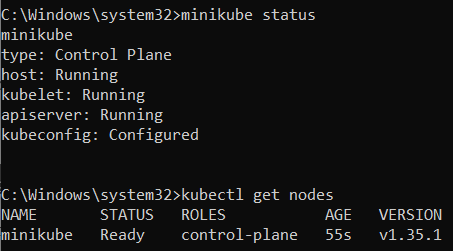 C:\Windows\system32>minikube status
minikube
type: Control Plane
host: Running
kubelet: Running
apiserver: Running
kubeconfig: Configured
C:\Windows\system32>kubectl get nodes
NAME STATUS ROLES AGE VERSION
minikube Ready control-plane 55s v1.35.1